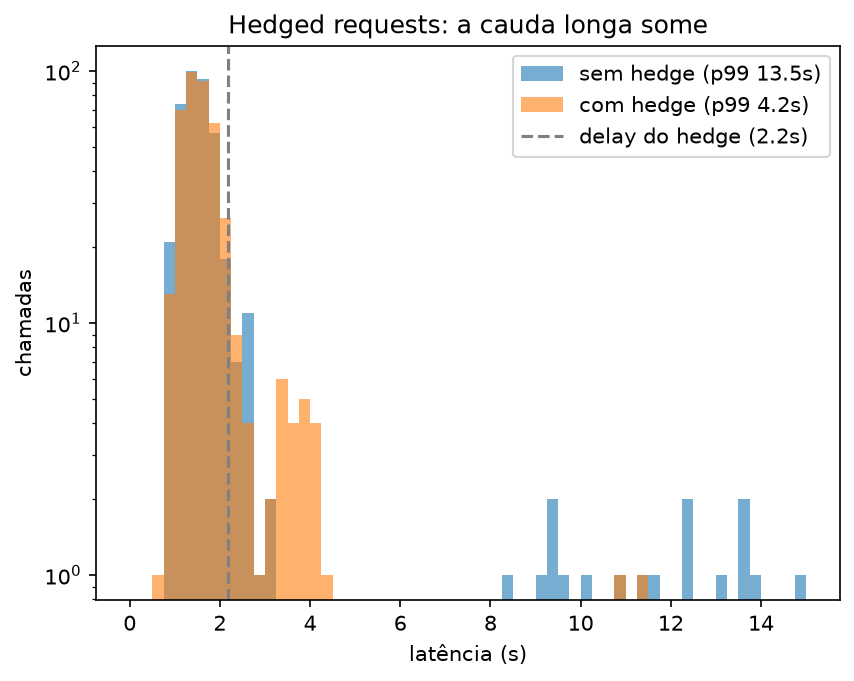 Hedged requests: a cauda longa some
sem hedge (p99 13.5s)
com hedge (p99 4.2s)
delay do hedge (2.2s)
chamadas
10²
10¹
10⁰
0 2 4 6 8 10 12 14
latência (s)